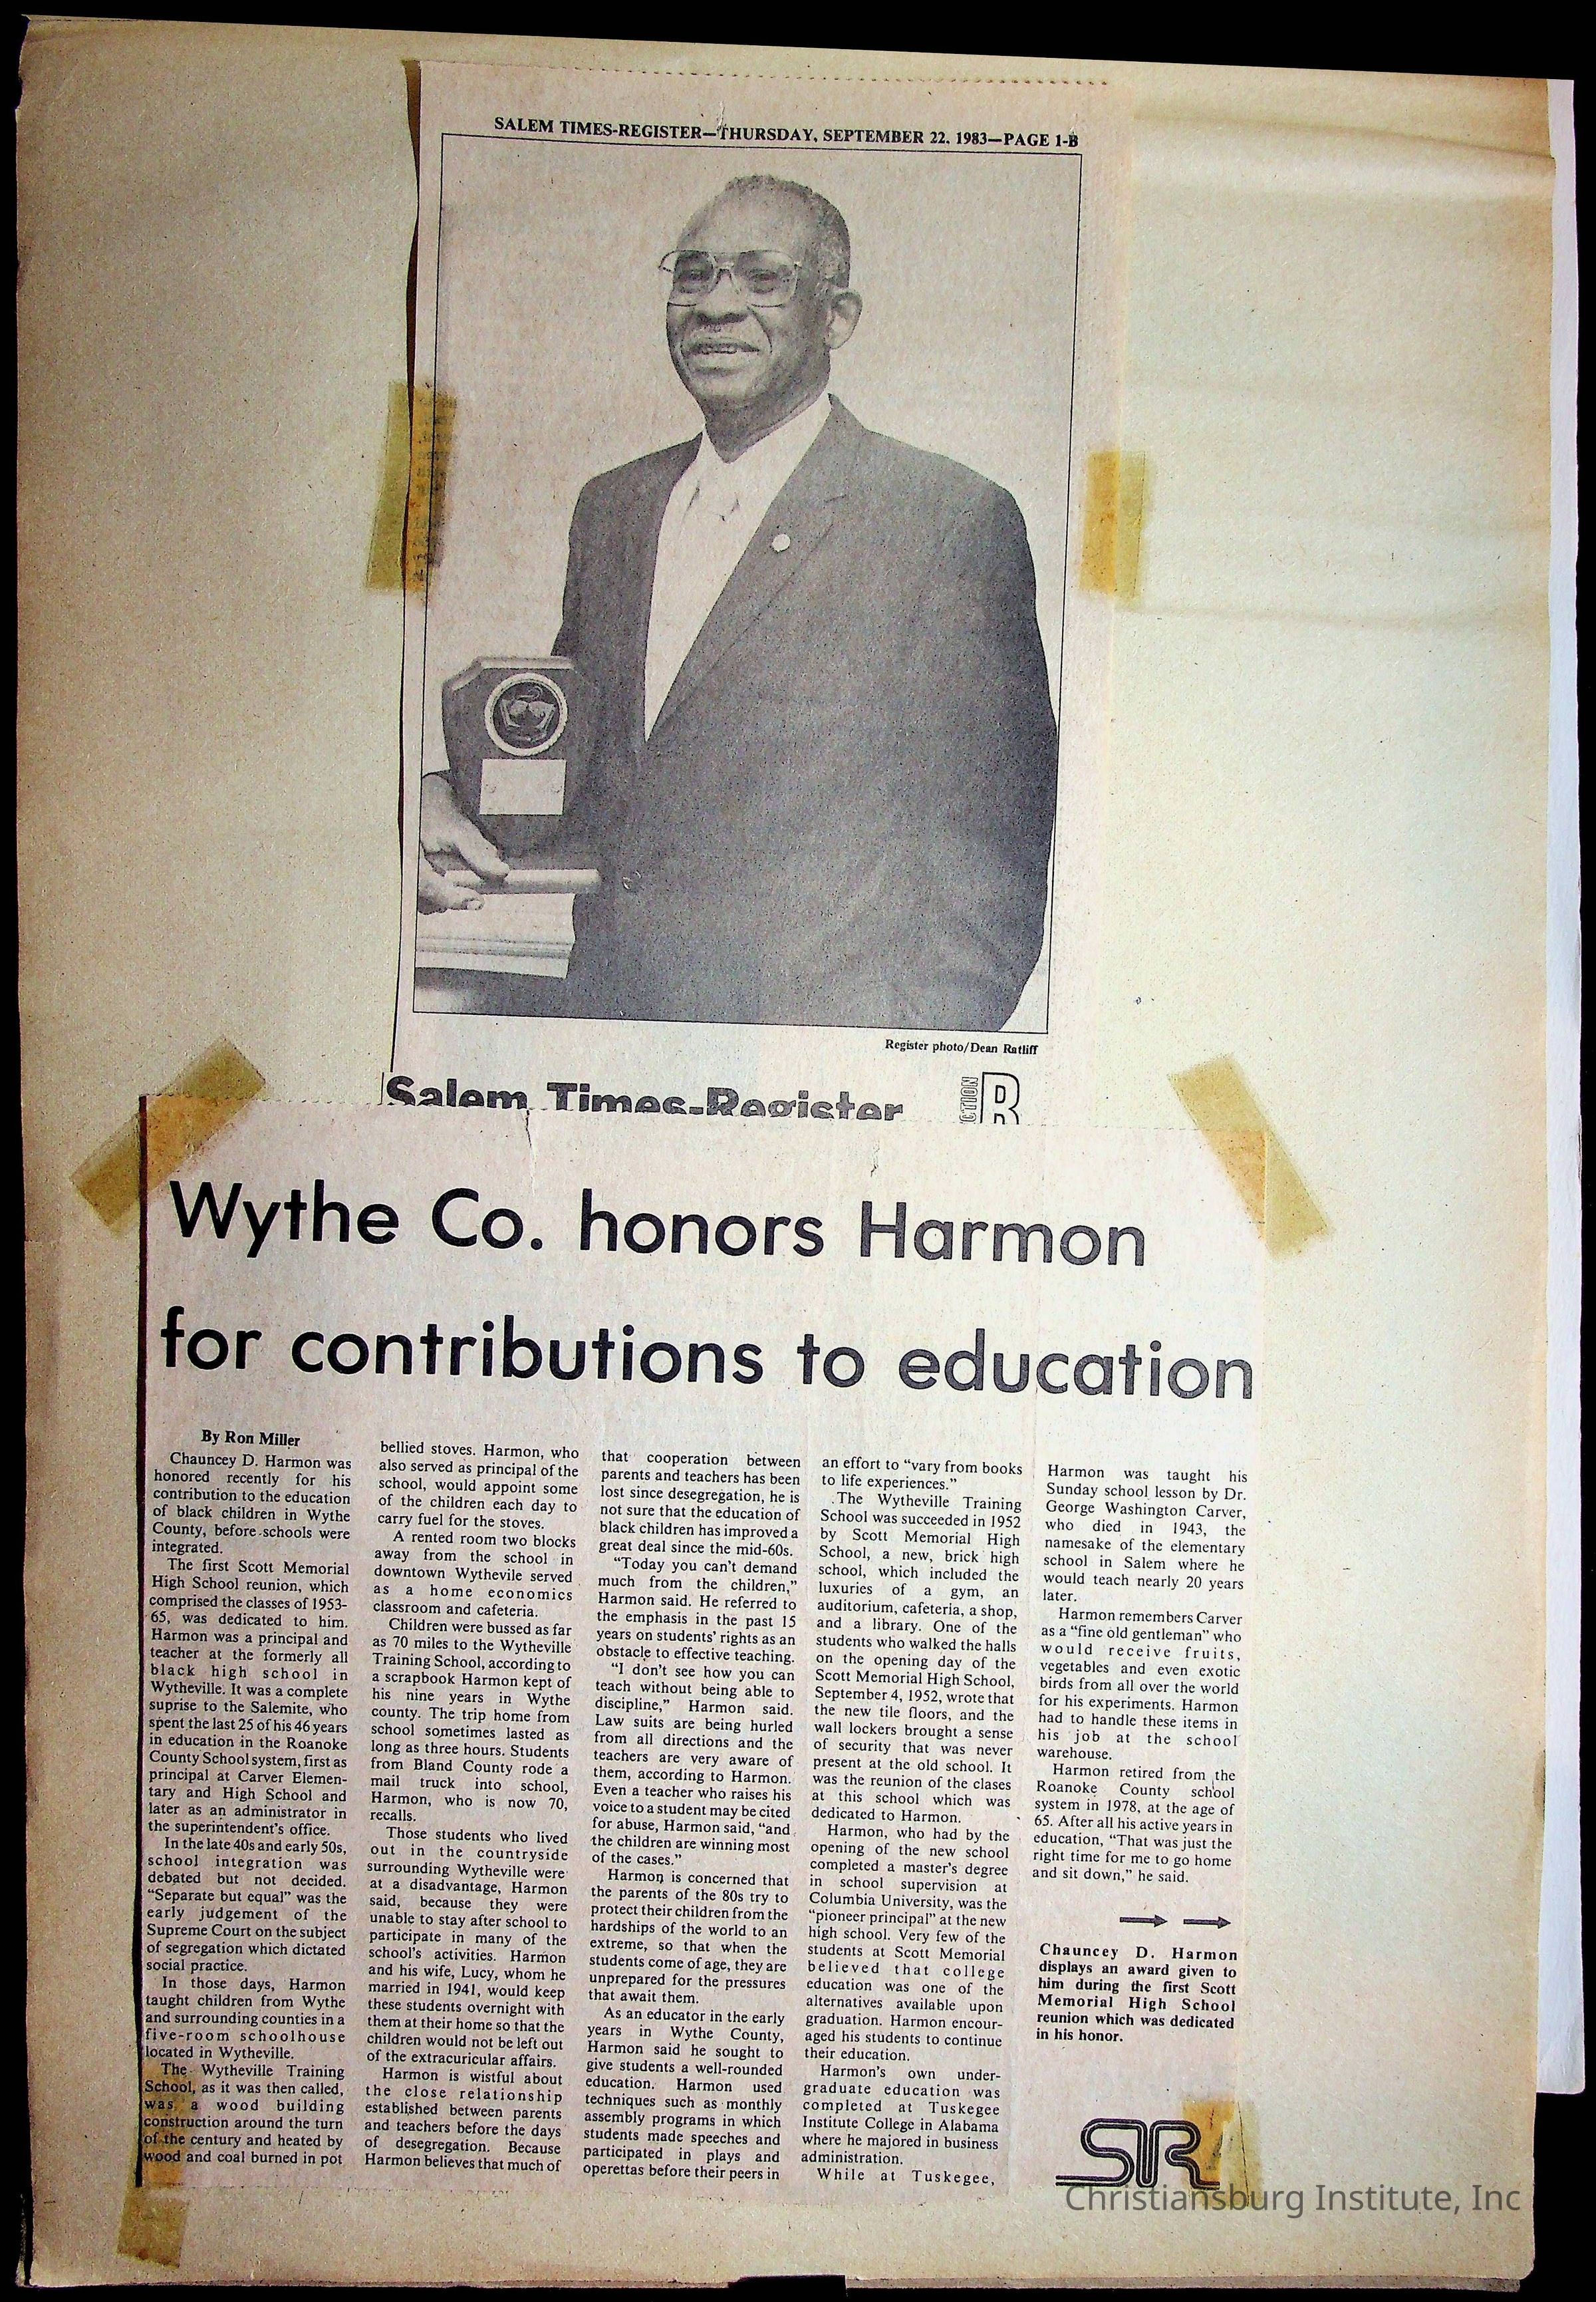 SALEM TIMES-REGISTER—THURSDAY, SEPTEMBER 22, 1983—PAGE 1-B
Register photo/Dean Ratliff
Salem Times-Register
CTION
R
Wythe Co. honors Harmon
for contributions to education
By Ron Miller
Chauncey D. Harmon was
honored recently for his
contribution to the education
of black children in Wythe
County, before schools were
integrated.
The first Scott Memorial
High School reunion, which
comprised the classes of 1953-
65, was dedicated to him.
Harmon was a principal and
teacher at the formerly all
black high school in
Wytheville. It was a complete
suprise to the Salemite, who
spent the last 25 of his 46 years
in education in the Roanoke
County School system, first as
principal at Carver Elemen-
tary and High School and
later as an administrator in
the superintendent's office.
In the late 40s and early 50s,
school integration was
debated but not decided.
“Separate but equal” was the
early judgement of the
Supreme Court on the subject
of segregation which dictated
social practice.
In those days, Harmon
taught children from Wythe
and surrounding counties in a
five-room schoolhouse
located in Wytheville.
The Wytheville Training
School, as it was then called,
was a wood building
construction around the turn
of the century and heated by
wood and coal burned in pot
bellied stoves. Harmon, who
also served as principal of the
school, would appoint some
of the children each day to
carry fuel for the stoves.
A rented room two blocks
away from the school in
downtown Wythevile served
as a home economics
classroom and cafeteria.
Children were bussed as far
as 70 miles to the Wytheville
Training School, according to
a scrapbook Harmon kept of
his nine years in Wythe
county. The trip home from
school sometimes lasted as
long as three hours. Students
from Bland County rode a
mail truck into school,
Harmon, who is now 70,
recalls.
Those students who lived
out in the countryside
surrounding Wytheville were
at a disadvantage, Harmon
said, because they were
unable to stay after school to
participate in many of the
school's activities. Harmon
and his wife, Lucy, whom he
married in 1941, would keep
these students overnight with
them at their home so that the
children would not be left out
of the extracuricular affairs.
Harmon is wistful about
the close relationship
established between parents
and teachers before the days
of desegregation. Because
Harmon believes that much of
that cooperation between
parents and teachers has been
lost since desegregation, he is
not sure that the education of
black children has improved a
great deal since the mid-60s.
“Today you can't demand
much from the children,”
Harmon said. He referred to
the emphasis in the past 15
years on students' rights as an
obstacle to effective teaching.
“I don't see how you can
teach without being able to
discipline,” Harmon said.
Law suits are being hurled
from all directions and the
teachers are very aware of
them, according to Harmon.
Even a teacher who raises his
voice to a student may be cited
for abuse, Harmon said, “and
the children are winning most
of the cases.”
Harmon is concerned that
the parents of the 80s try to
protect their children from the
hardships of the world to an
extreme, so that when the
students come of age, they are
unprepared for the pressures
that await them.
As an educator in the early
years in Wythe County,
Harmon said he sought to
give students a well-rounded
education. Harmon used
techniques such as monthly
assembly programs in which
students made speeches and
participated in plays and
operettas before their peers in
an effort to “vary from books
to life experiences.”
The Wytheville Training
School was succeeded in 1952
by Scott Memorial High
School, a new, brick high
school, which included the
luxuries of a gym, an
auditorium, cafeteria, a shop,
and a library. One of the
students who walked the halls
on the opening day of the
Scott Memorial High School,
September 4, 1952, wrote that
the new tile floors, and the
wall lockers brought a sense
of security that was never
present at the old school. It
was the reunion of the clases
at this school which was
dedicated to Harmon.
Harmon, who had by the
opening of the new school
completed a master's degree
in school supervision at
Columbia University, was the
“pioneer principal” at the new
high school. Very few of the
students at Scott Memorial
believed that college
education was one of the
alternatives available upon
graduation. Harmon encour-
aged his students to continue
their education.
Harmon's own under-
graduate education was
completed at Tuskegee
Institute College in Alabama
where he majored in business
administration.
While at Tuskegee,
Harmon was taught his
Sunday school lesson by Dr.
George Washington Carver,
who died in 1943, the
namesake of the elementary
school in Salem where he
would teach nearly 20 years
later.
Harmon remembers Carver
as a “fine old gentleman” who
would receive fruits,
vegetables and even exotic
birds from all over the world
for his experiments. Harmon
had to handle these items in
his job at the school
warehouse.
Harmon retired from the
Roanoke County school
system in 1978, at the age of
65. After all his active years in
education, “That was just the
right time for me to go home
and sit down,” he said.
Chauncey D. Harmon
displays an award given to
him during the first Scott
Memorial High School
reunion which was dedicated
in his honor.
STR
Christiansburg Institute, Inc